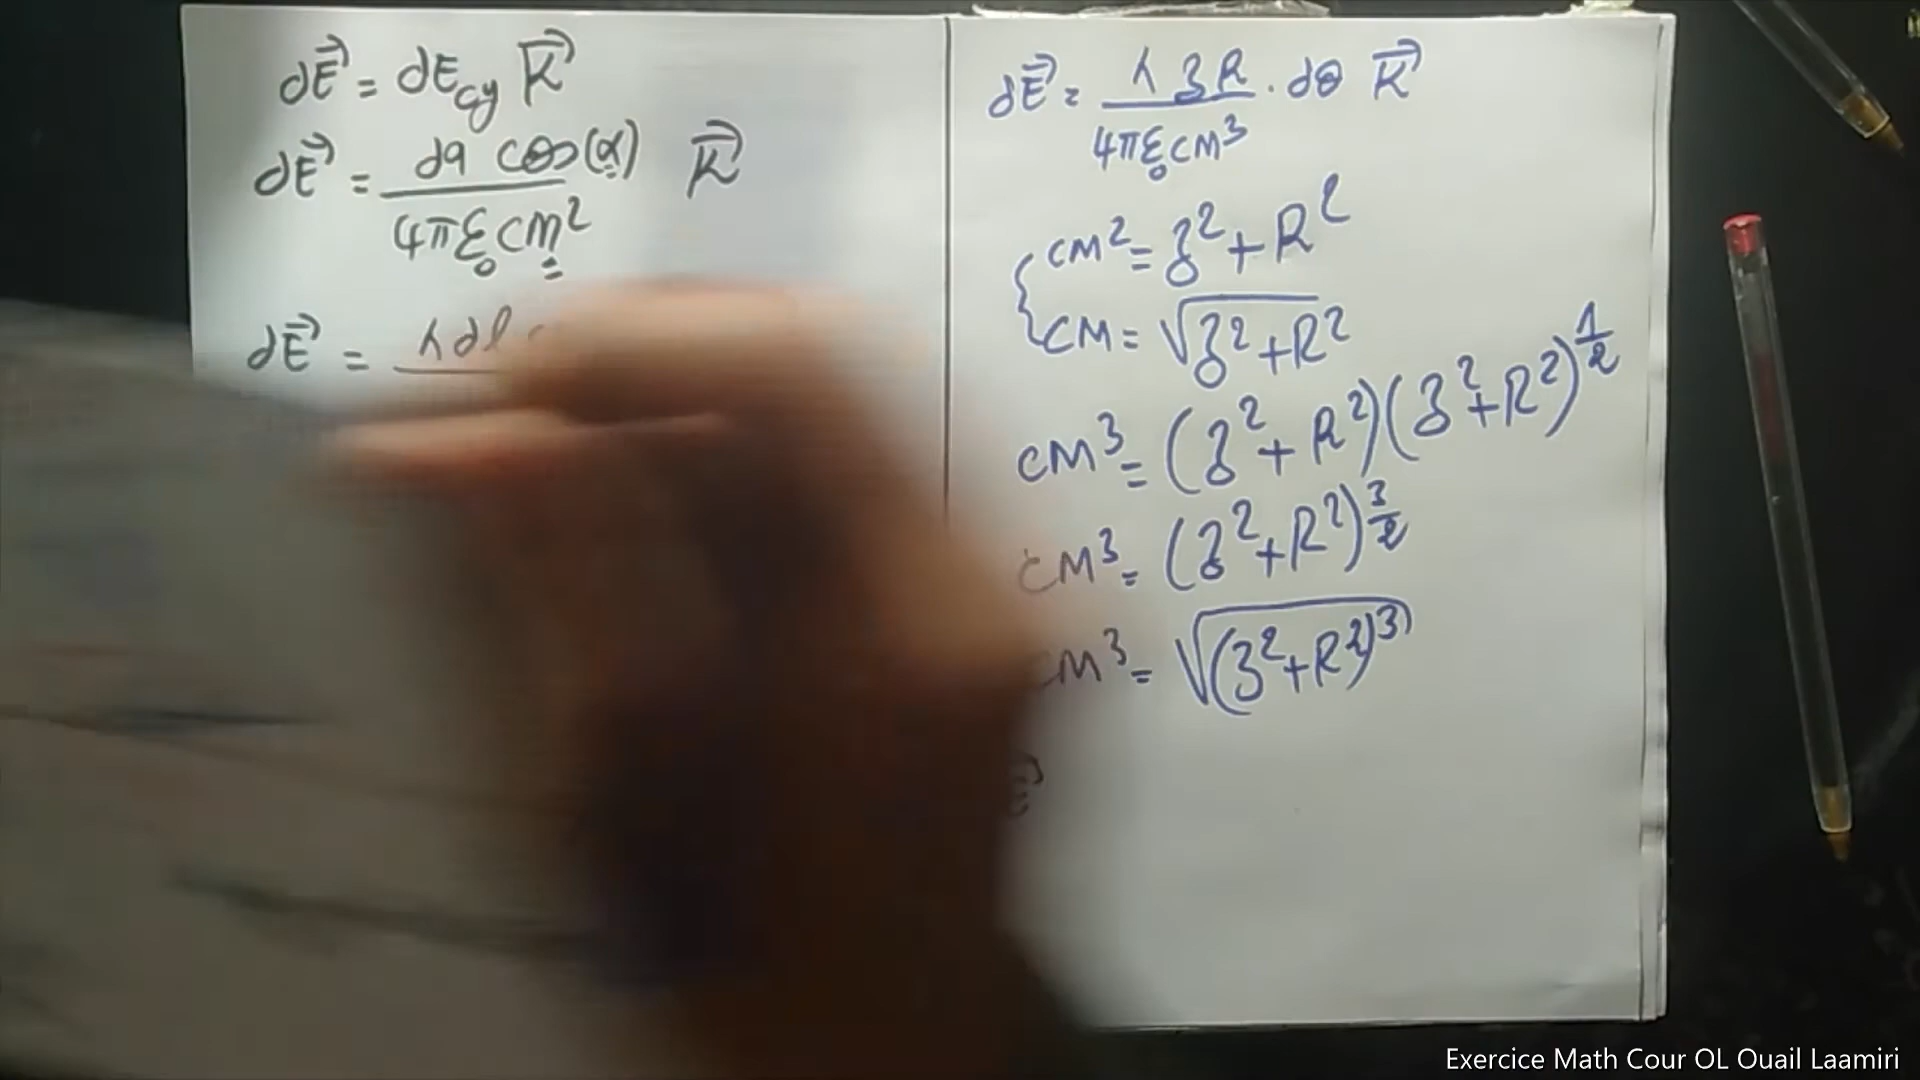 dE⃗ = dE_cy K⃗
dE⃗ = dq cos(α) / 4πε₀CM² K⃗
dE⃗ = λdl
dE⃗ = λ z R / 4πε₀CM³ . dθ K⃗
CM² = z² + R²
CM = √z² + R²
CM³ = (z² + R²)(z² + R²)^1/2
CM³ = (z² + R²)^3/2
CM³ = √(z² + R²)³
Exercice Math Cour OL Ouail Laamiri